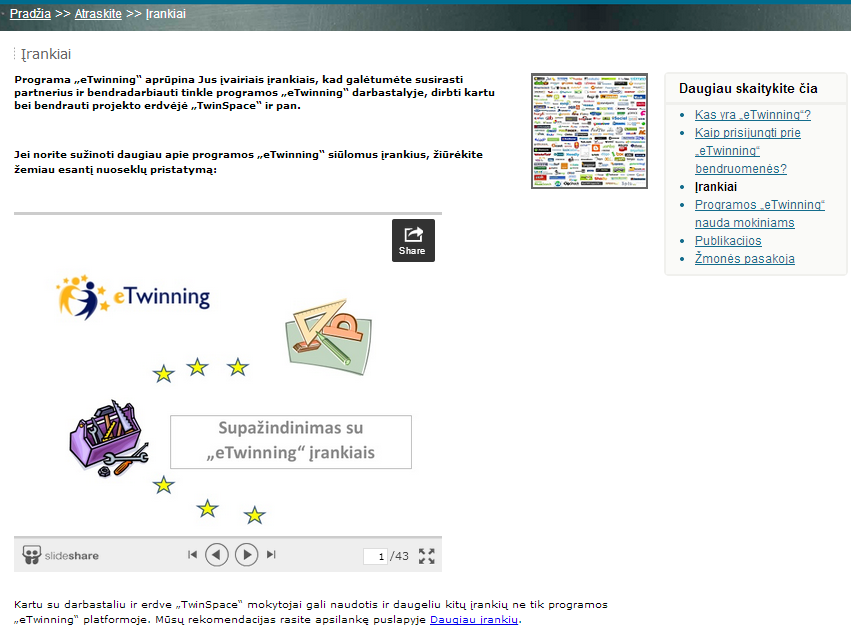 Pradžia >> Atraskite >> Įrankiai
Įrankiai
Programa „eTwinning“ aprūpina Jus įvairiais įrankiais, kad galėtumėte susirasti
partnerius ir bendradarbiauti tinkle programos „eTwinning“ darbastalyje, dirbti kartu
bei bendrauti projekto erdvėje „TwinSpace“ ir pan.
Jei norite sužinoti daugiau apie programos „eTwinning“ siūlomus įrankius, žiūrėkite
žemiau esantį nuoseklų pristatymą:
Daugiau skaitykite čia
Kas yra „eTwinning“?
Kaip prisijungti prie
„eTwinning“
bendruomenės?
Įrankiai
Programos „eTwinning“
nauda mokiniams
Publikacijos
Žmonės pasakoja
Share
eTwinning
Supažindinimas su
„eTwinning“ įrankiais
slideshare
1 /43
Kartu su darbastaliu ir erdve „TwinSpace“ mokytojai gali naudotis ir daugeliu kitų įrankių ne tik programos
„eTwinning“ platformoje. Mūsų rekomendacijas rasite apsilankę puslapyje Daugiau įrankių.